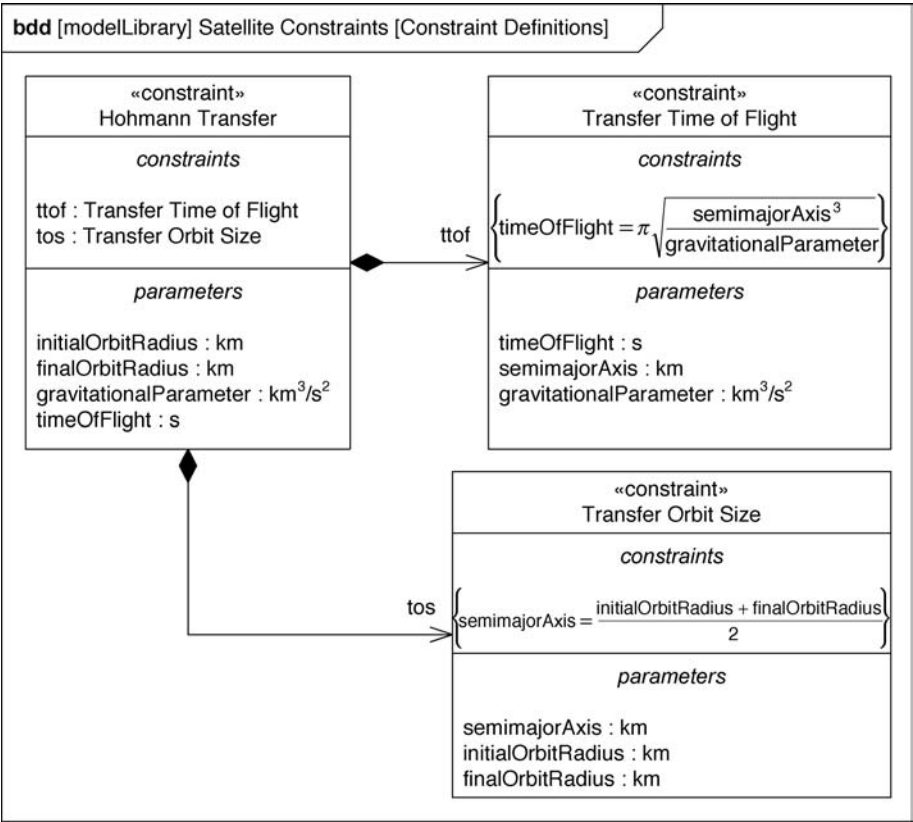 bdd [modelLibrary] Satellite Constraints [Constraint Definitions]
«constraint»
Hohmann Transfer
constraints
ttof : Transfer Time of Flight
tos : Transfer Orbit Size
parameters
initialOrbitRadius : km
finalOrbitRadius : km
gravitationalParameter : km³/s²
timeOfFlight : s
ttof
«constraint»
Transfer Time of Flight
constraints
{timeOfFlight = π √(semimajorAxis³ / gravitationalParameter)}
parameters
timeOfFlight : s
semimajorAxis : km
gravitationalParameter : km³/s²
tos
«constraint»
Transfer Orbit Size
constraints
{semimajorAxis = (initialOrbitRadius + finalOrbitRadius) / 2}
parameters
semimajorAxis : km
initialOrbitRadius : km
finalOrbitRadius : km